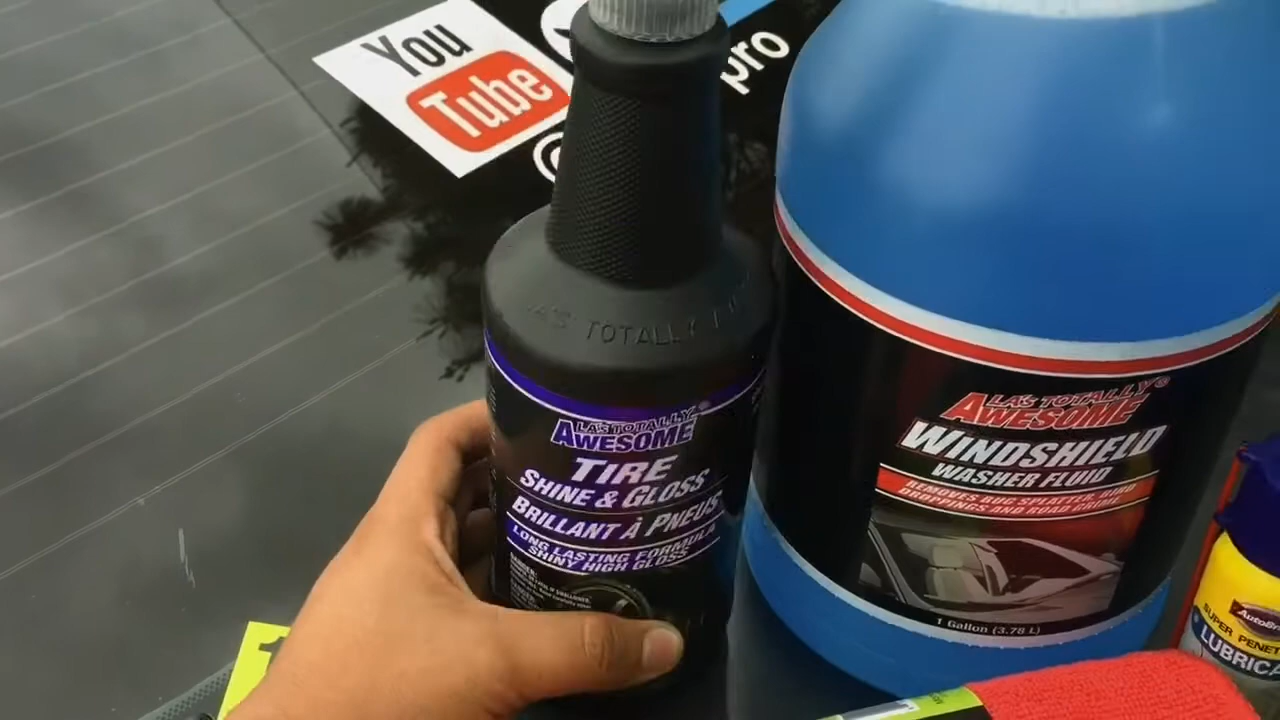 You
Tube
pro
@
TOTALLY
LA'S TOTALLY
AWESOME
TIRE
SHINE & GLOSS
BRILLANT À PNEUS
LONG LASTING FORMULA
SHINY HIGH GLOSS
LA'S TOTALLY®
AWESOME
WINDSHIELD
WASHER FLUID
REMOVES BUG SPLATTER, BIRD
DRIPPINGS AND ROAD GRIME
1 Gallon (3.78 L)
SUPER PENET
LUBRICA